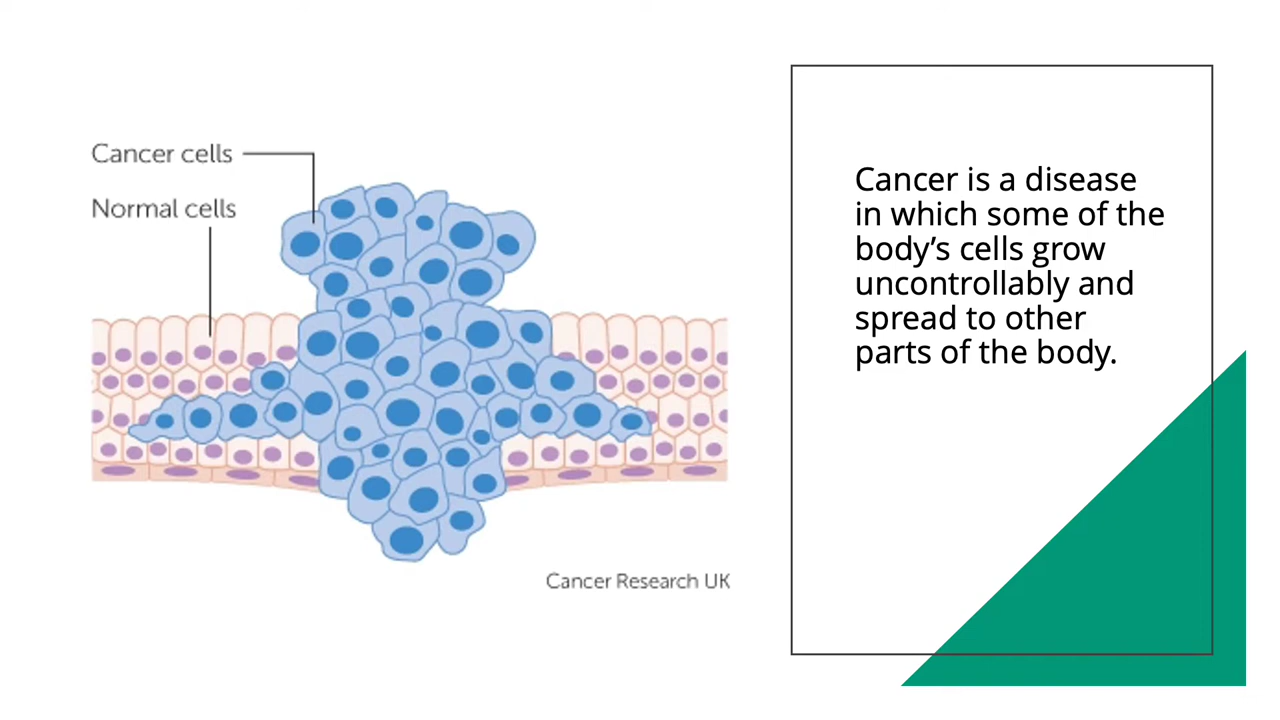 Cancer cells
Normal cells
Cancer Research UK
Cancer is a disease
in which some of the
body’s cells grow
uncontrollably and
spread to other
parts of the body.